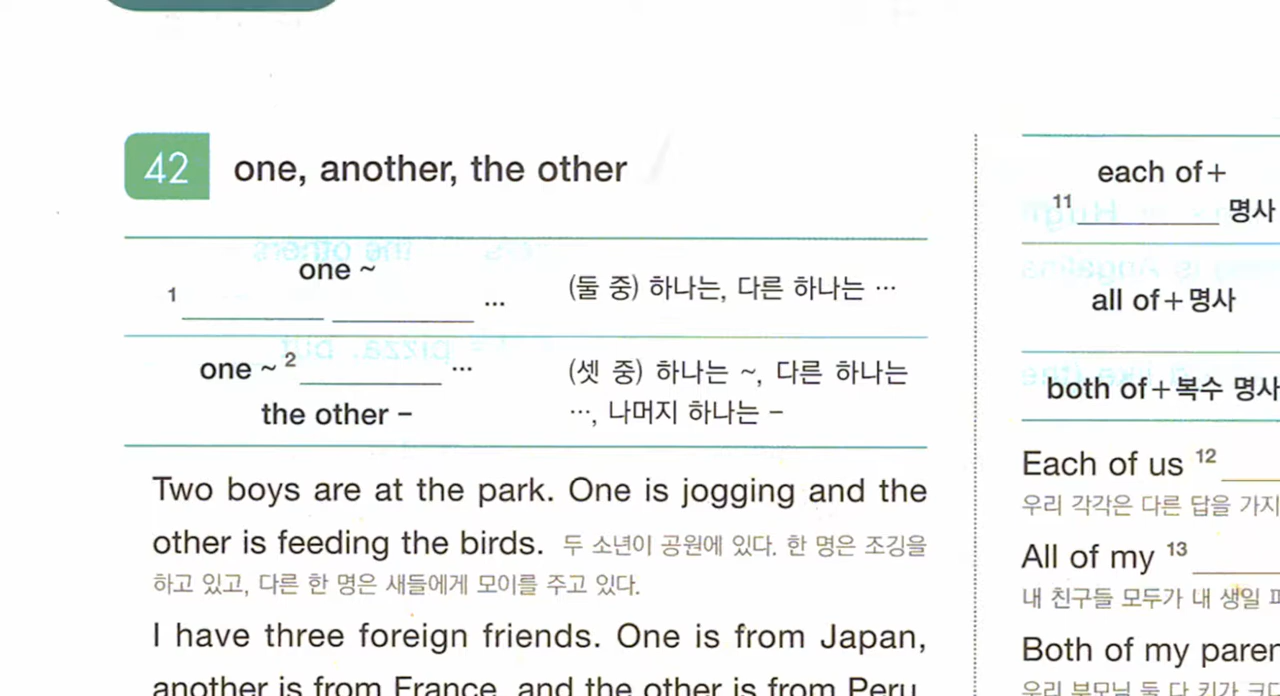 42 one, another, the other
one ~
1 ________ ________ ... (둘 중) 하나는, 다른 하나는 ...
one ~ 2 ________ ... (셋 중) 하나는 ~, 다른 하나는
the other – ..., 나머지 하나는 –
Two boys are at the park. One is jogging and the
other is feeding the birds. 두 소년이 공원에 있다. 한 명은 조깅을
하고 있고, 다른 한 명은 새들에게 모이를 주고 있다.
I have three foreign friends. One is from Japan,
another is from France, and the other is from Peru.
each of+
11 ________ 명사
all of+명사
both of+복수 명사
Each of us 12
우리 각각은 다른 답을 가지
All of my 13
내 친구들 모두가 내 생일
Both of my paren
우리 부모님 둘 다 키가 크다